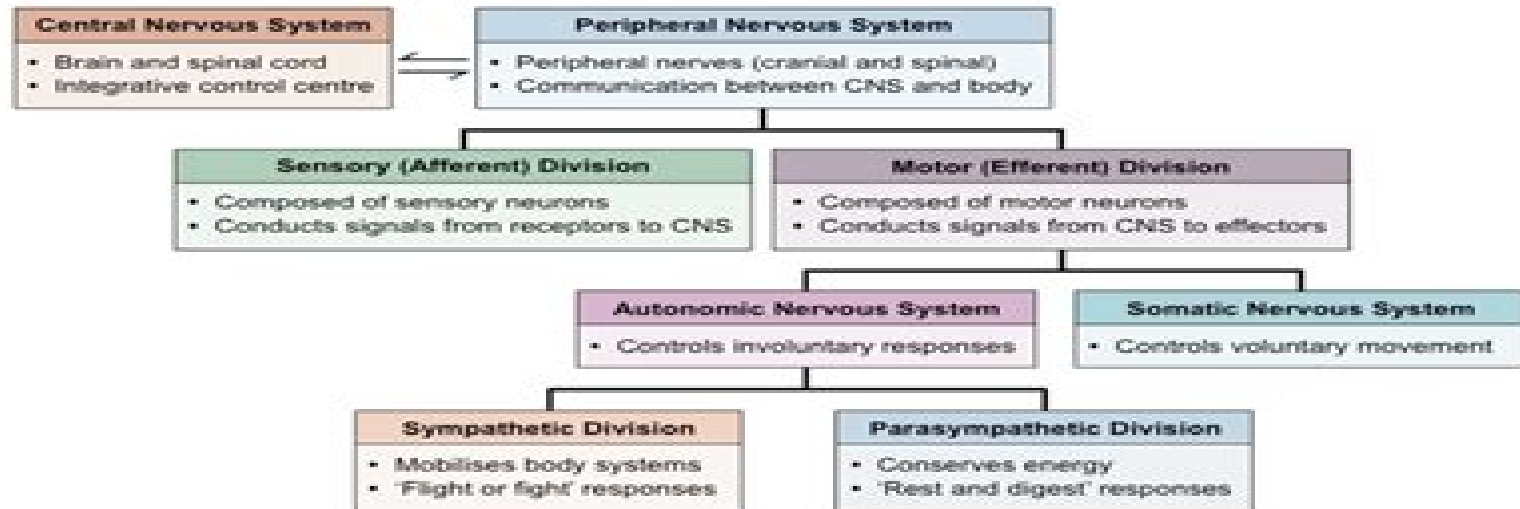 Central Nervous System
• Brain and spinal cord
• Integrative control centre
Peripheral Nervous System
• Peripheral nerves (cranial and spinal)
• Communication between CNS and body
Sensory (Afferent) Division
• Composed of sensory neurons
• Conducts signals from receptors to CNS
Motor (Efferent) Division
• Composed of motor neurons
• Conducts signals from CNS to effectors
Autonomic Nervous System
• Controls involuntary responses
Somatic Nervous System
• Controls voluntary movement
Sympathetic Division
• Mobilises body systems
• 'Flight or fight' responses
Parasympathetic Division
• Conserves energy
• 'Rest and digest' responses